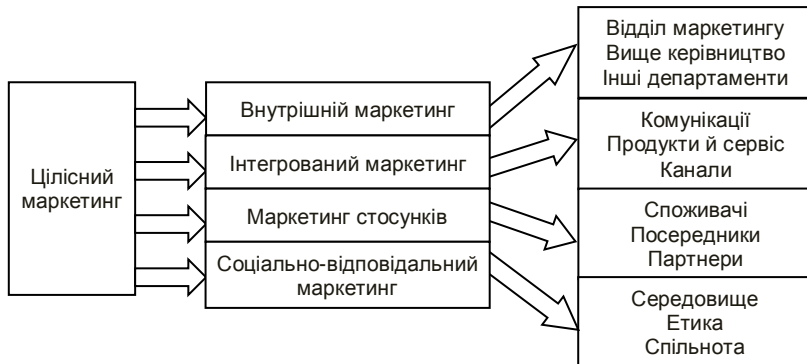 Цілісний
маркетинг
Внутрішній маркетинг
Інтегрований маркетинг
Маркетинг стосунків
Соціально-відповідальний
маркетинг
Відділ маркетингу
Вище керівництво
Інші департаменти
Комунікації
Продукти й сервіс
Канали
Споживачі
Посередники
Партнери
Середовище
Етика
Спільнота